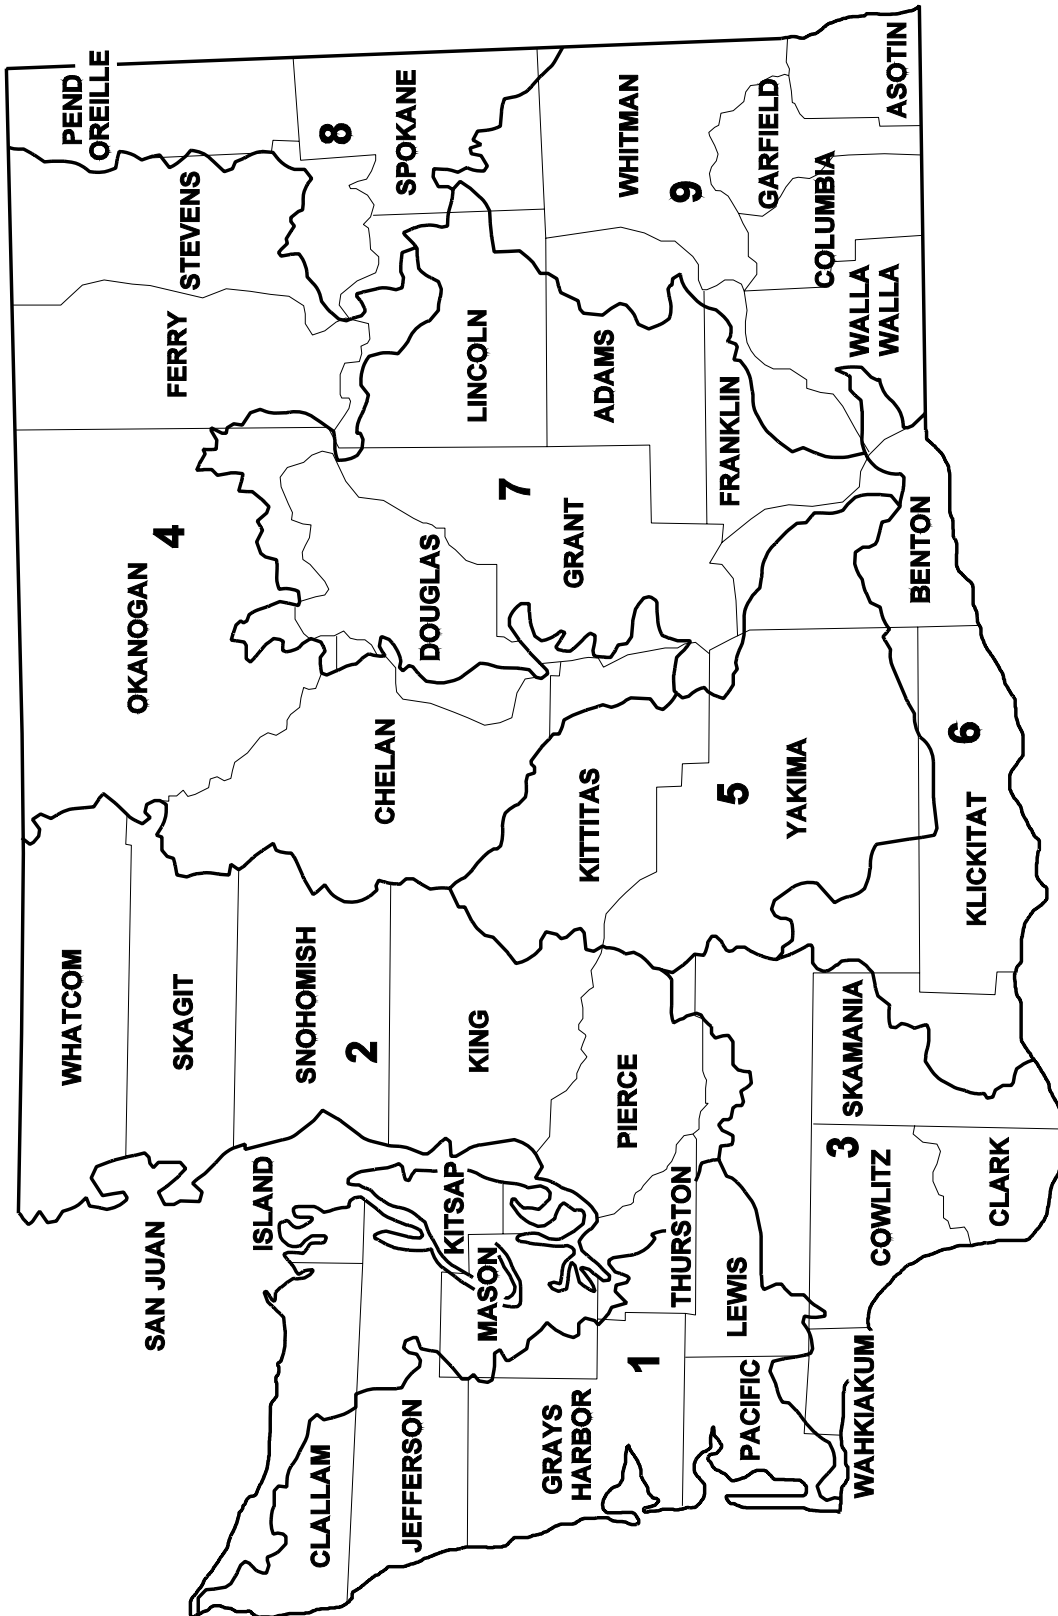 WHATCOM
SKAGIT
SAN JUAN
ISLAND
SNOHOMISH
2
KING
KITSAP
MASON
CLALLAM
JEFFERSON
GRAYS
HARBOR
1
PIERCE
THURSTON
LEWIS
PACIFIC
WAHKIAKUM
COWLITZ
3
SKAMANIA
CLARK
OKANOGAN
4
CHELAN
DOUGLAS
KITTITAS
5
YAKIMA
6
KLICKITAT
BENTON
GRANT
7
FERRY
STEVENS
PEND
OREILLE
8
SPOKANE
LINCOLN
ADAMS
FRANKLIN
WHITMAN
9
GARFIELD
COLUMBIA
WALLA
WALLA
ASOTIN